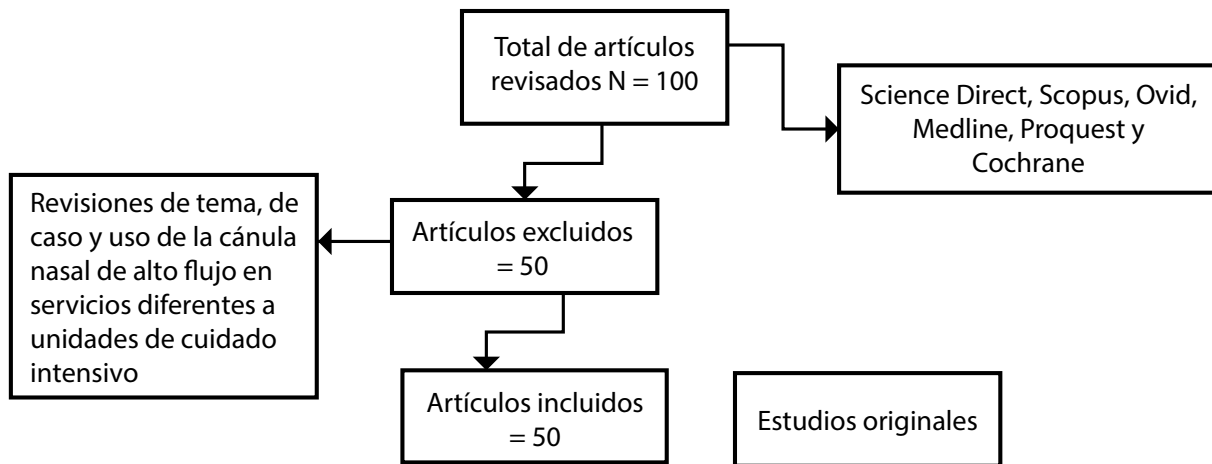 Total de artículos
revisados N = 100
Science Direct, Scopus, Ovid,
Medline, Proquest y
Cochrane
Revisiones de tema, de
caso y uso de la cánula
nasal de alto flujo en
servicios diferentes a
unidades de cuidado
intensivo
Artículos excluidos
= 50
Artículos incluidos
= 50
Estudios originales